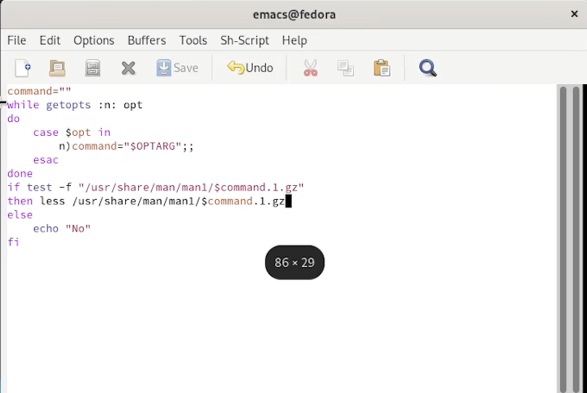 emacs@fedora ×
File Edit Options Buffers Tools Sh-Script Help
Save Undo
command=""
while getopts :n: opt
do
    case $opt in
        n)command="$OPTARG";;
    esac
done
if test -f "/usr/share/man/man1/$command.1.gz"
then less /usr/share/man/man1/$command.1.gz
else
    echo "No"
fi
86 × 29